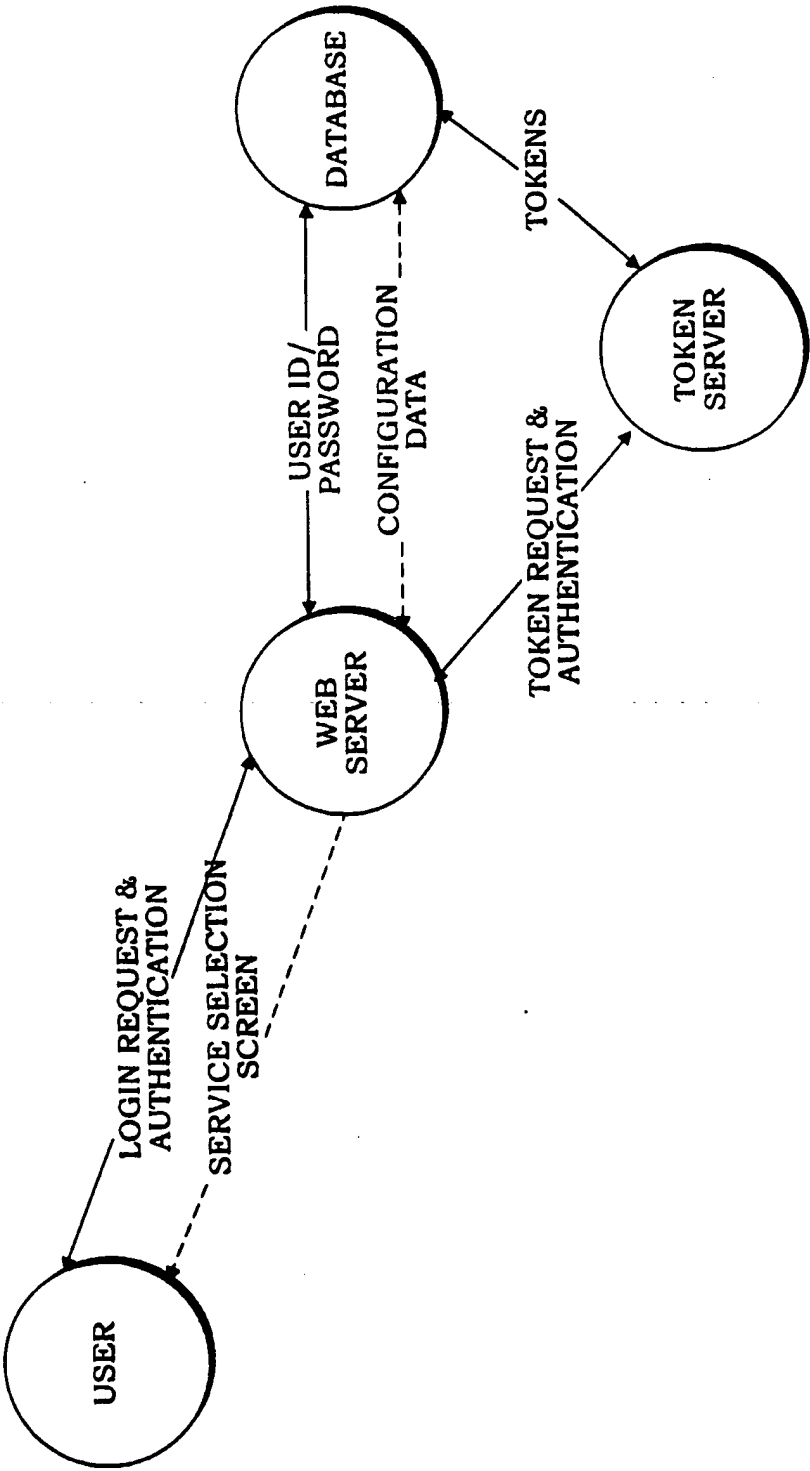 USER
LOGIN REQUEST &
AUTHENTICATION
SERVICE SELECTION
SCREEN
WEB
SERVER
USER ID/
PASSWORD
CONFIGURATION
DATA
DATABASE
TOKEN REQUEST &
AUTHENTICATION
TOKENS
TOKEN
SERVER